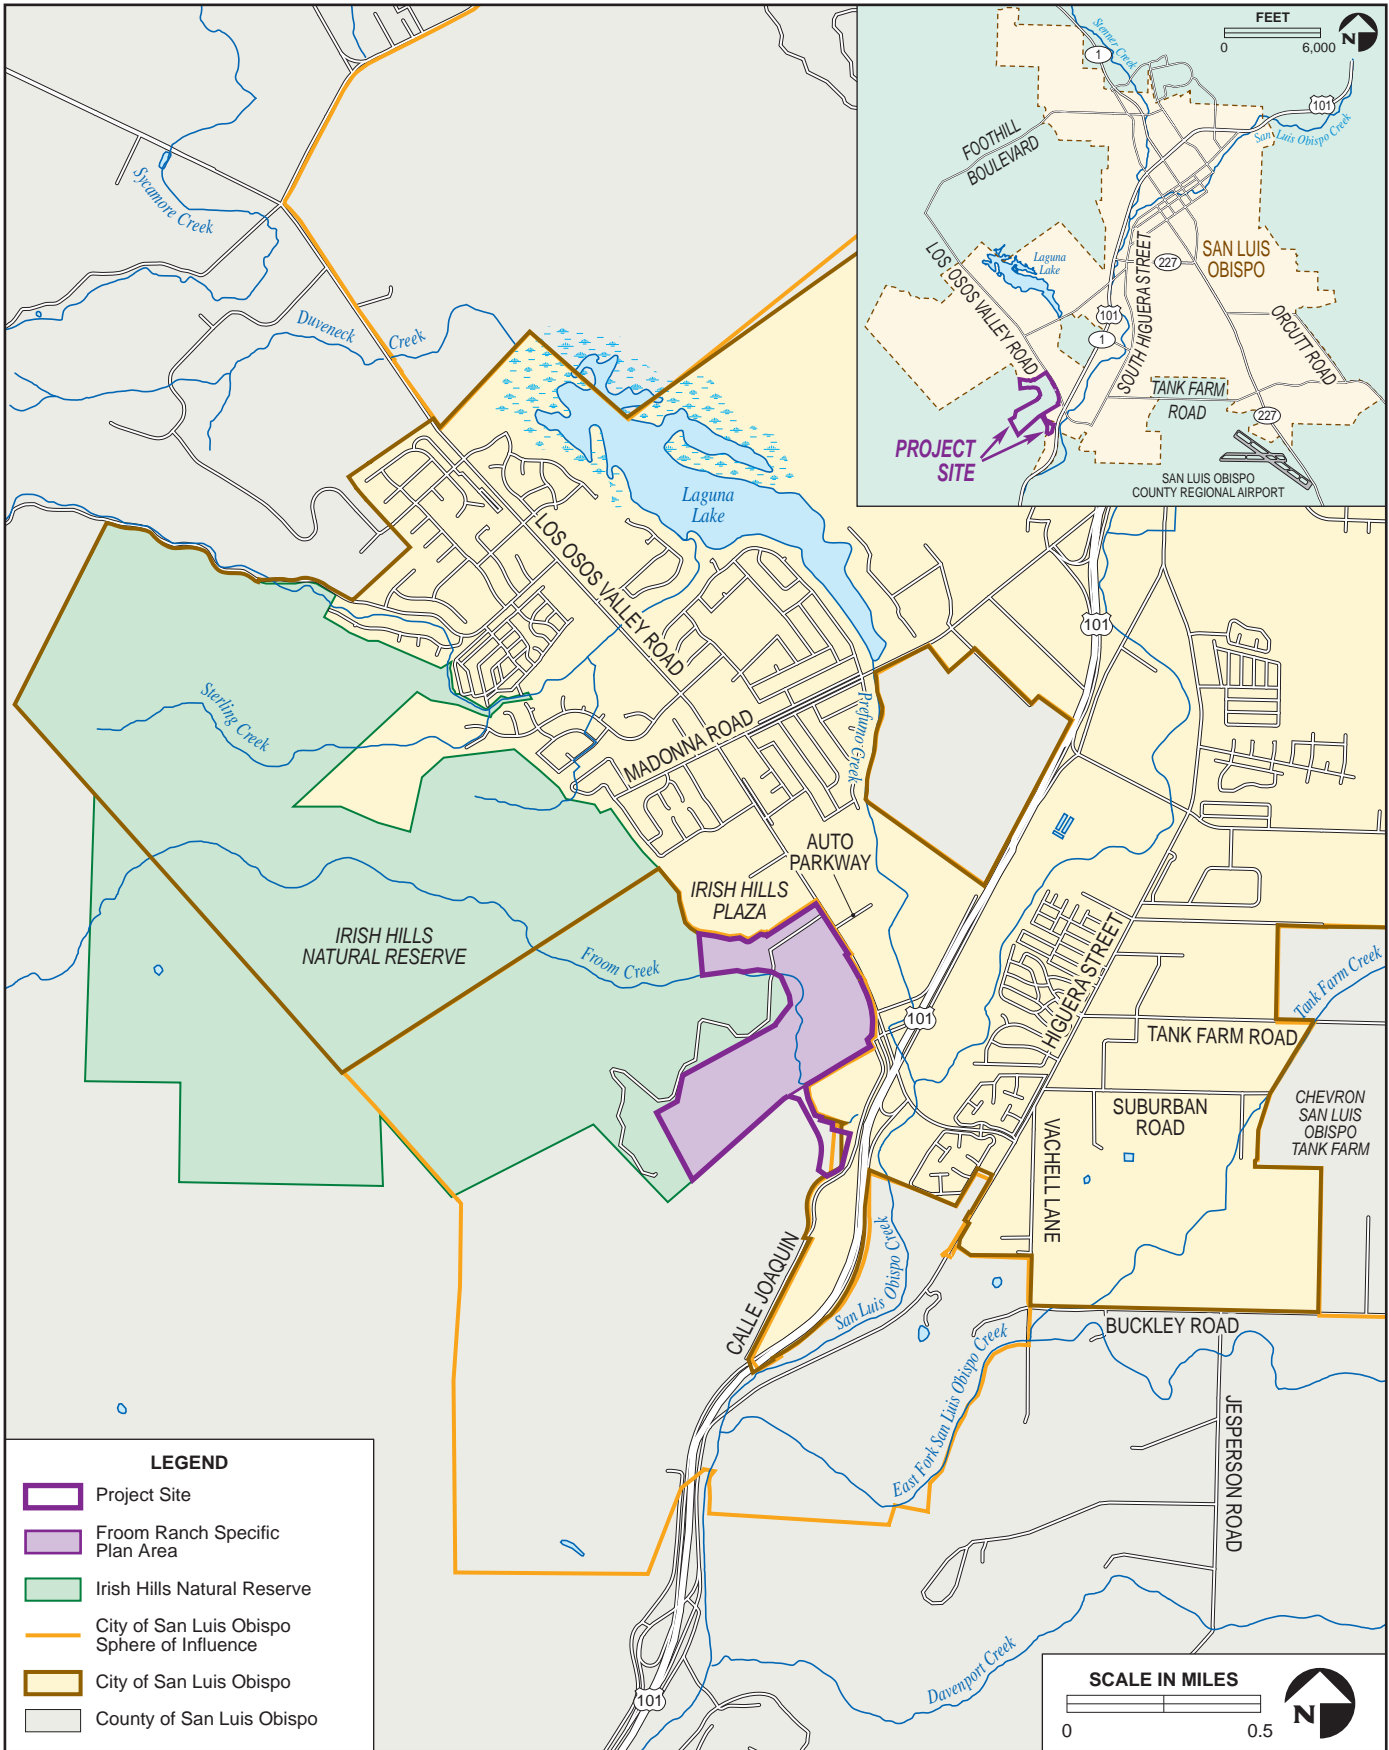 FEET
0 6,000
N
1
Stenner Creek
101
San Luis Obispo Creek
FOOTHILL
BOULEVARD
LOS OSOS VALLEY ROAD
Laguna
Lake
SOUTH HIGUERA STREET
227
SAN LUIS
OBISPO
101
1
ORCUTT ROAD
TANK FARM
ROAD
227
PROJECT
SITE
SAN LUIS OBISPO
COUNTY REGIONAL AIRPORT
Sycamore Creek
Duveneck Creek
Laguna
Lake
LOS OSOS VALLEY ROAD
101
Sterling Creek
MADONNA ROAD
Prefumo Creek
AUTO
PARKWAY
IRISH HILLS
PLAZA
IRISH HILLS
NATURAL RESERVE
Froom Creek
101
HIGUERA STREET
Tank Farm Creek
TANK FARM ROAD
SUBURBAN
ROAD
CHEVRON
SAN LUIS
OBISPO
TANK FARM
VACHELL LANE
CALLE JOAQUIN
San Luis Obispo Creek
BUCKLEY ROAD
East Fork San Luis Obispo Creek
JESPERSON ROAD
Davenport Creek
101
LEGEND
Project Site
Froom Ranch Specific
Plan Area
Irish Hills Natural Reserve
City of San Luis Obispo
Sphere of Influence
City of San Luis Obispo
County of San Luis Obispo
SCALE IN MILES
0 0.5
N